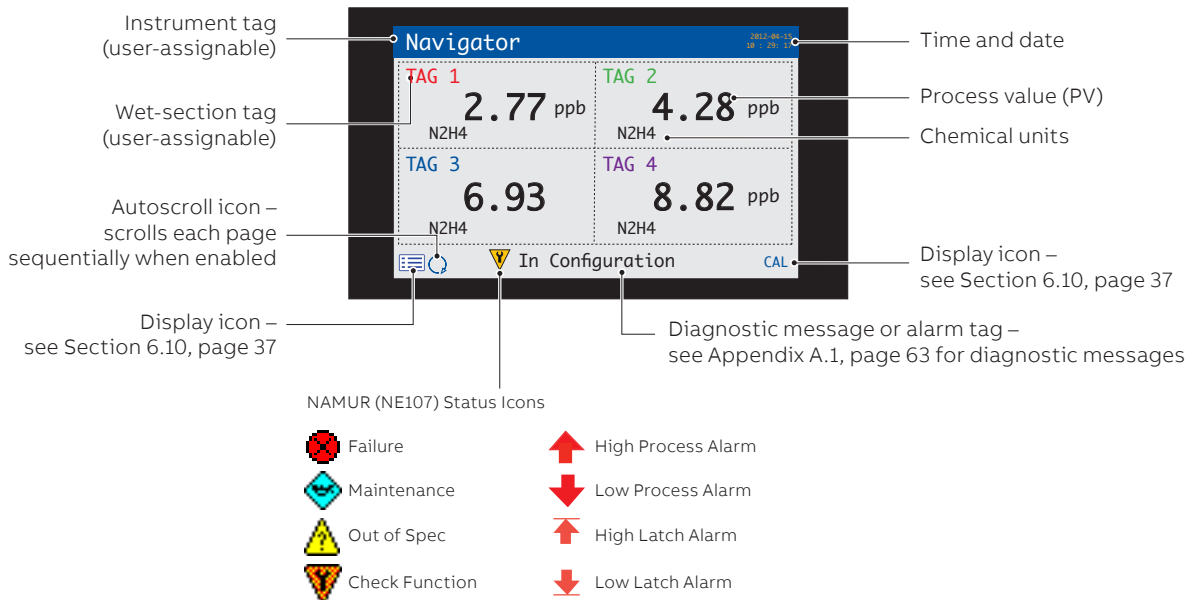 Instrument tag
(user-assignable)
Navigator
2012-04-15
10 : 29: 17
Time and date
Wet-section tag
(user-assignable)
TAG 1
2.77 ppb
N2H4
TAG 2
4.28 ppb
N2H4
Process value (PV)
Chemical units
TAG 3
6.93
N2H4
TAG 4
8.82 ppb
N2H4
Autoscroll icon –
scrolls each page
sequentially when enabled
In Configuration
CAL
Display icon –
see Section 6.10, page 37
Display icon –
see Section 6.10, page 37
Diagnostic message or alarm tag –
see Appendix A.1, page 63 for diagnostic messages
NAMUR (NE107) Status Icons
Failure
High Process Alarm
Maintenance
Low Process Alarm
Out of Spec
High Latch Alarm
Check Function
Low Latch Alarm